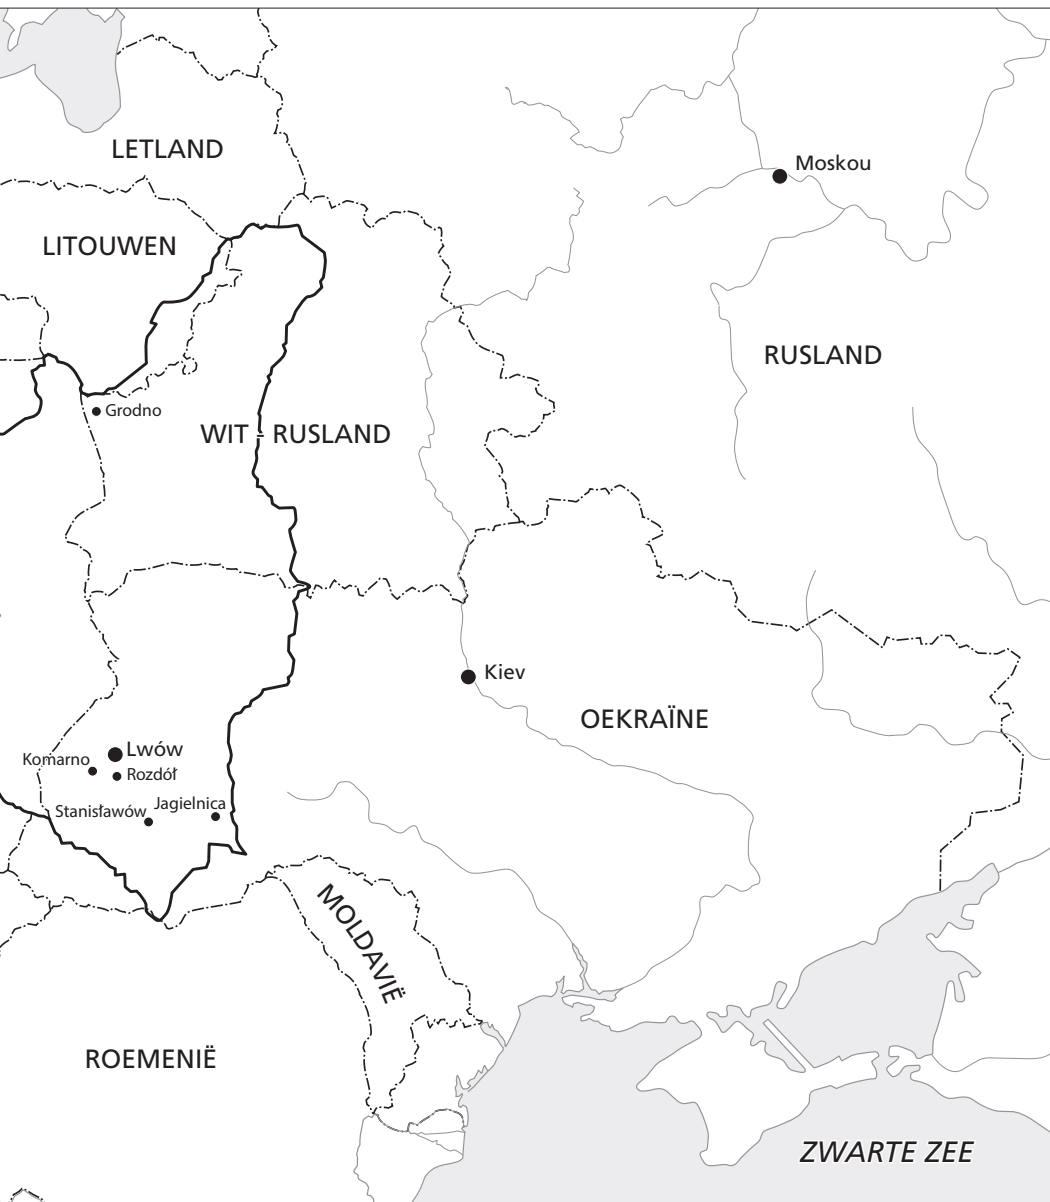 LETLAND
Moskou
LITOUWEN
RUSLAND
Grodno
WIT - RUSLAND
Kiev
OEKRAÏNE
Lwów
Komarno
Rozdół
Jagielnica
Stanisławów
MOLDAVIË
ROEMENIË
ZWARTE ZEE